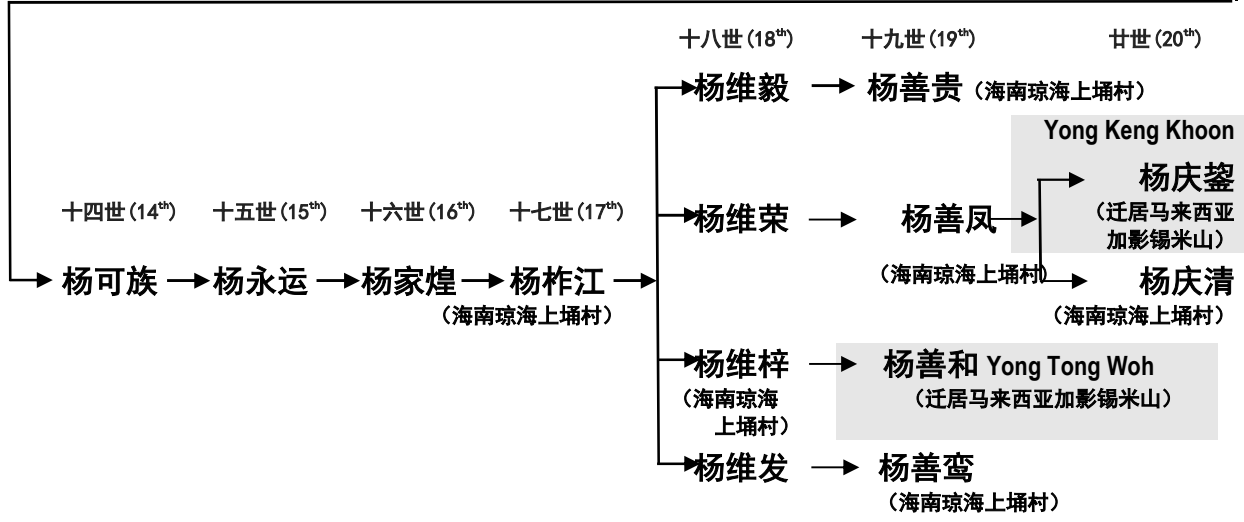 十八世(18th) 十九世(19th) 廿世(20th)
杨维毅 杨善贵(海南琼海上埇村)
Yong Keng Khoon
杨庆鋆
(迁居马来西亚
加影锡米山)
十四世(14th) 十五世(15th) 十六世(16th) 十七世(17th)
杨维荣 杨善凤
(海南琼海上埇村)
杨可族 杨永运 杨家煌 杨柞江 杨庆清
(海南琼海上埇村) (海南琼海上埇村)
杨维梓 杨善和 Yong Tong Woh
(海南琼海
上埇村)
(迁居马来西亚加影锡米山)
杨维发 杨善鸾
(海南琼海上埇村)